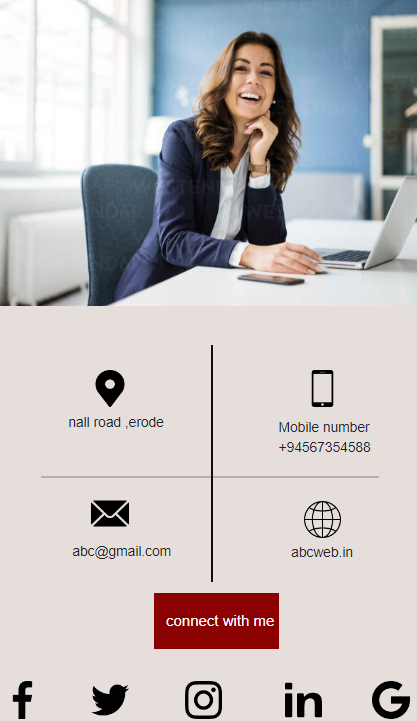 nall road ,erode
Mobile number
+94567354588
abc@gmail.com
abcweb.in
connect with me